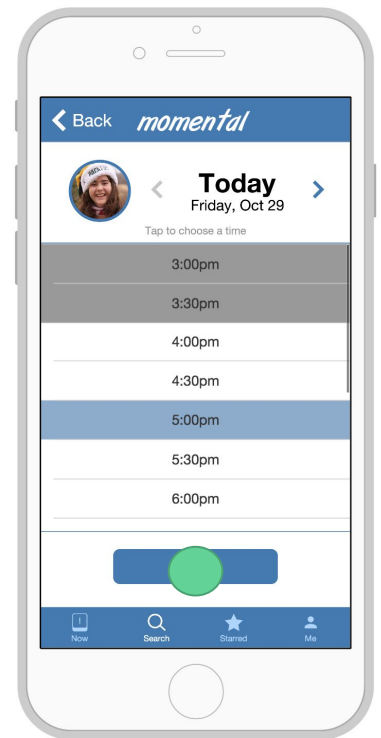 Back momental
Today
Friday, Oct 29
Tap to choose a time
3:00pm
3:30pm
4:00pm
4:30pm
5:00pm
5:30pm
6:00pm
Now Search Starred Me